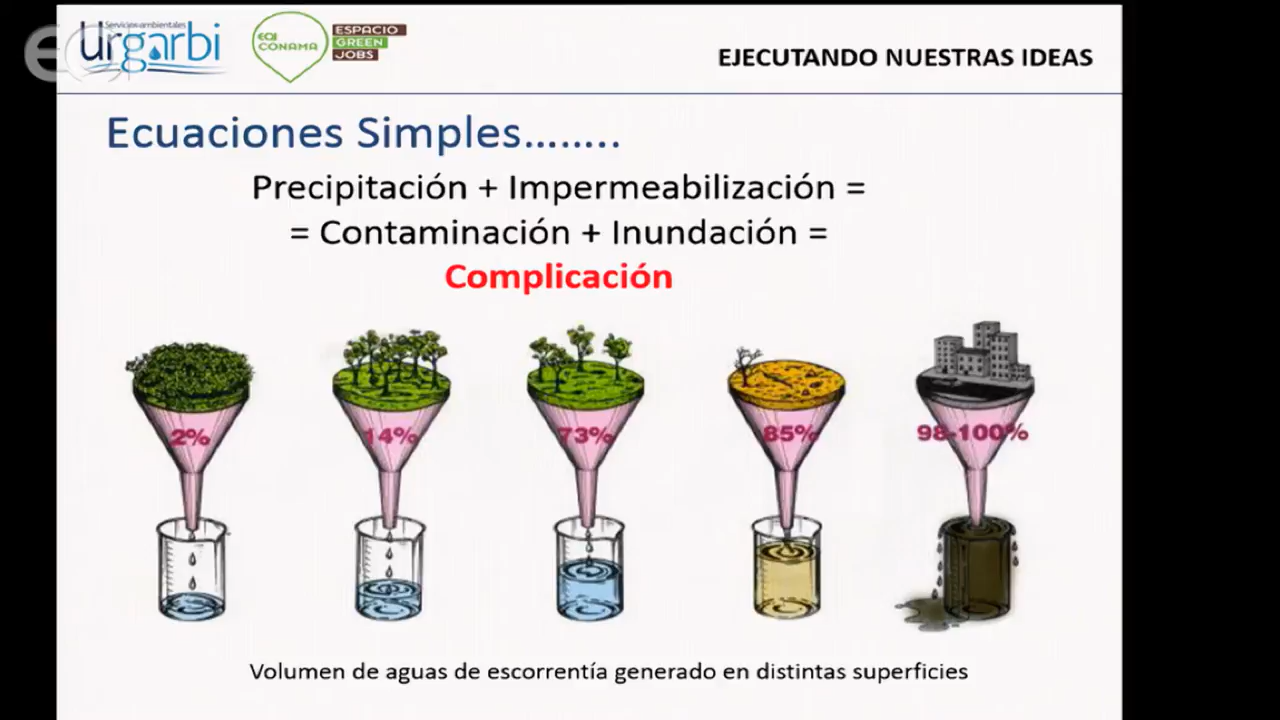 Servicios ambientales
urgarbi
EOI
CONAMA
ESPACIO
GREEN
JOBS
EJECUTANDO NUESTRAS IDEAS
Ecuaciones Simples........
Precipitación + Impermeabilización =
= Contaminación + Inundación =
Complicación
2%
14%
73%
85%
98-100%
Volumen de aguas de escorrentía generado en distintas superficies